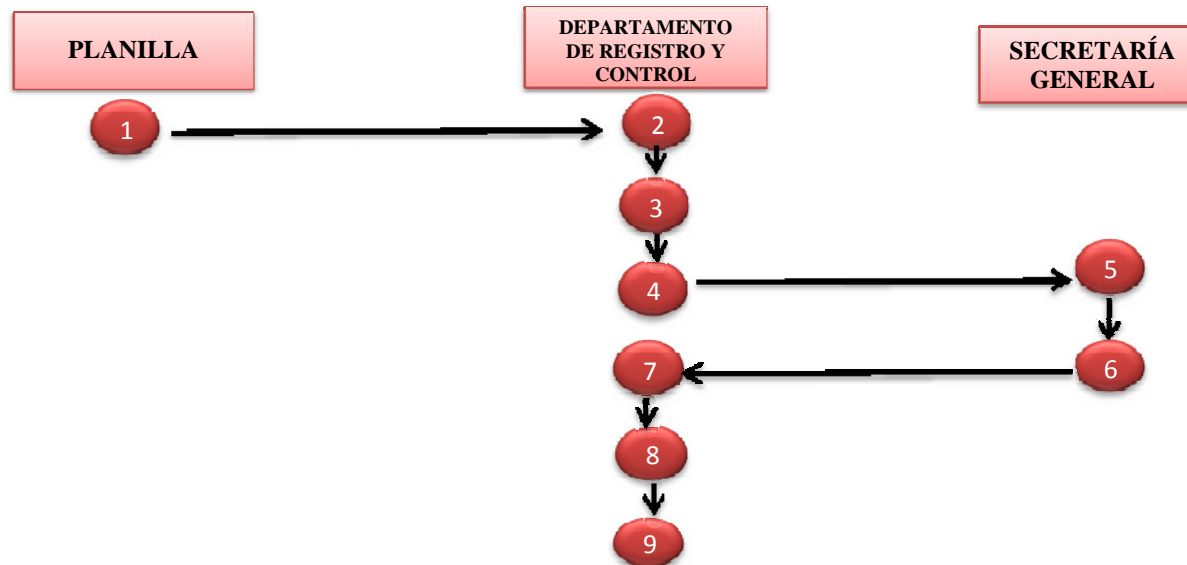 PLANILLA
DEPARTAMENTO
DE REGISTRO Y
CONTROL
SECRETARÍA
GENERAL
1
2
3
4
5
6
7
8
9